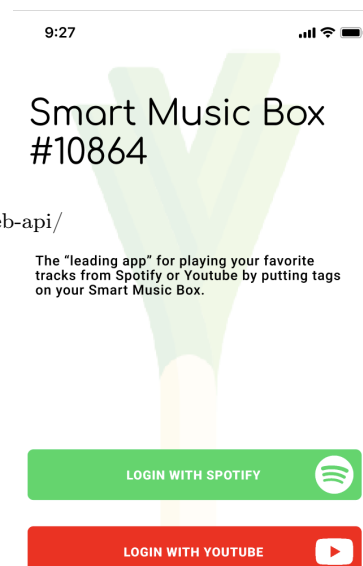 9:27
Smart Music Box
#10864
eb-api/
The “leading app” for playing your favorite
tracks from Spotify or Youtube by putting tags
on your Smart Music Box.
LOGIN WITH SPOTIFY
LOGIN WITH YOUTUBE